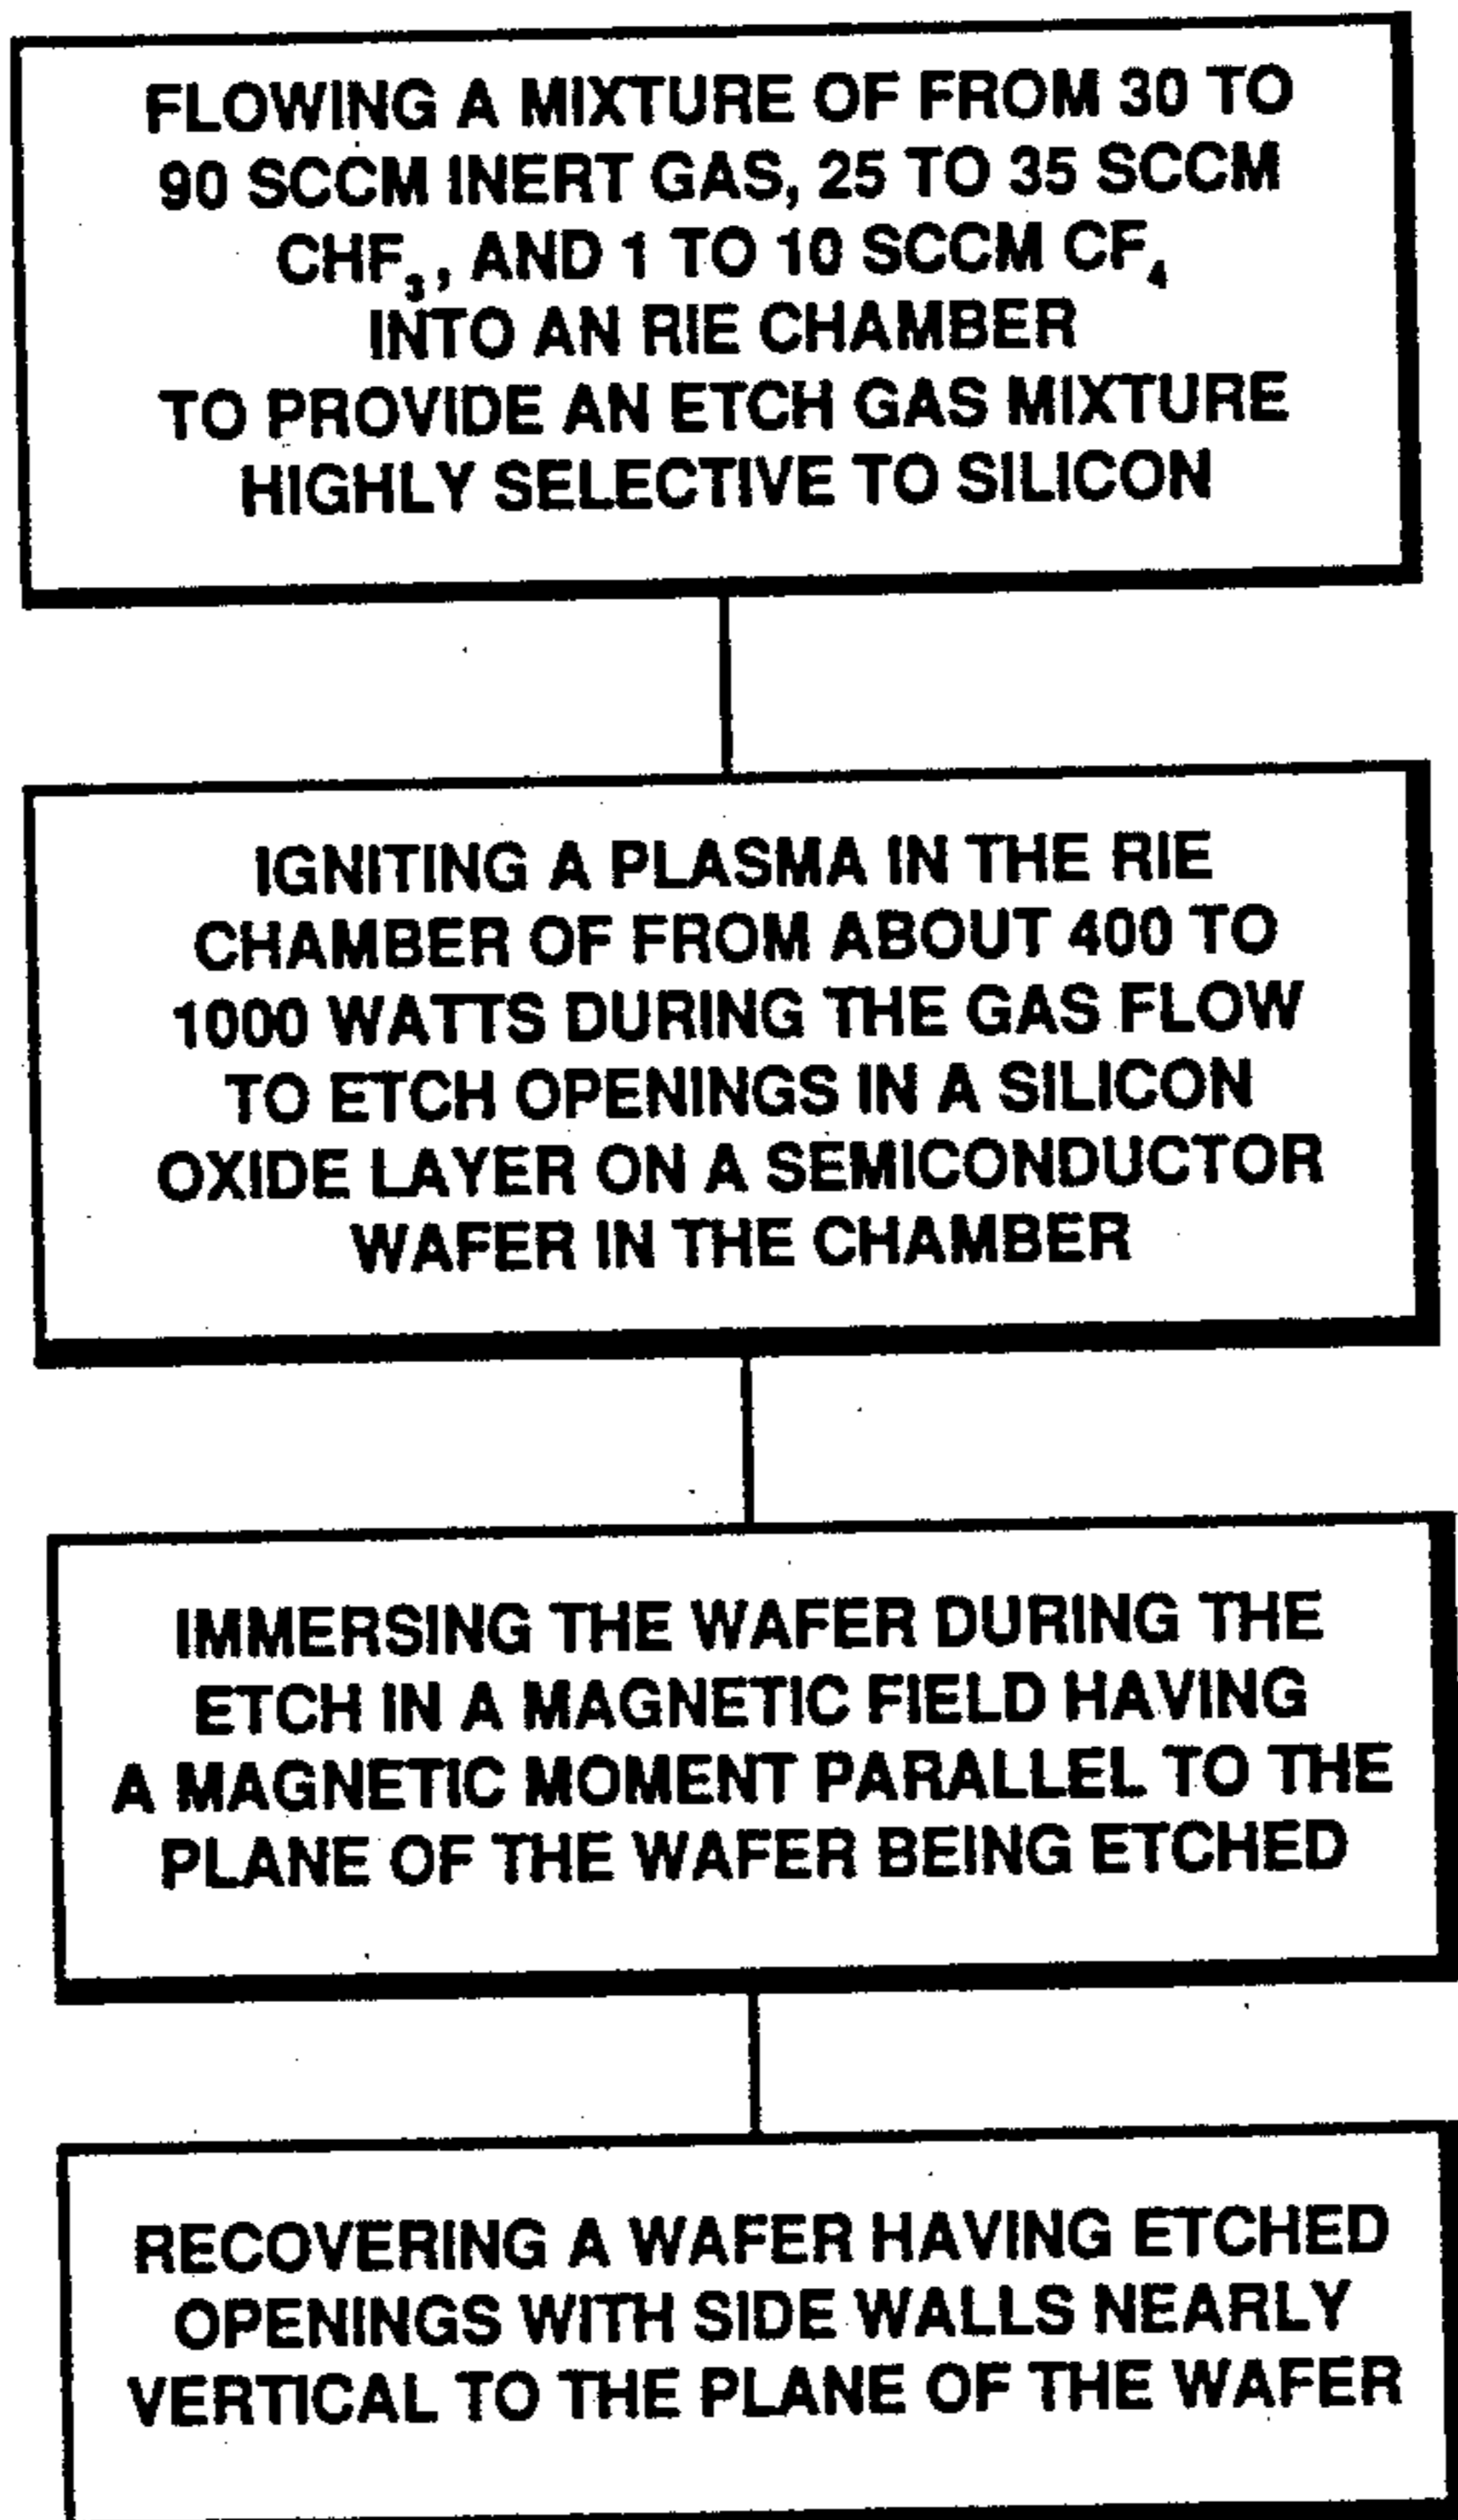 FLOWING A MIXTURE OF FROM 30 TO
90 SCCM INERT GAS, 25 TO 35 SCCM
CHF₃, AND 1 TO 10 SCCM CF₄
INTO AN RIE CHAMBER
TO PROVIDE AN ETCH GAS MIXTURE
HIGHLY SELECTIVE TO SILICON
IGNITING A PLASMA IN THE RIE
CHAMBER OF FROM ABOUT 400 TO
1000 WATTS DURING THE GAS FLOW
TO ETCH OPENINGS IN A SILICON
OXIDE LAYER ON A SEMICONDUCTOR
WAFER IN THE CHAMBER
IMMERSING THE WAFER DURING THE
ETCH IN A MAGNETIC FIELD HAVING
A MAGNETIC MOMENT PARALLEL TO THE
PLANE OF THE WAFER BEING ETCHED
RECOVERING A WAFER HAVING ETCHED
OPENINGS WITH SIDE WALLS NEARLY
VERTICAL TO THE PLANE OF THE WAFER